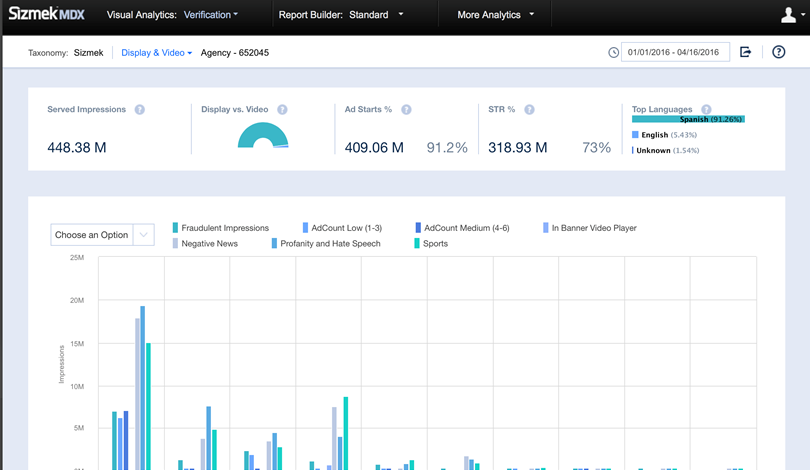 Sizmek MDX Visual Analytics: Verification Report Builder: Standard More Analytics
Taxonomy: Sizmek Display & Video Agency - 652045 01/01/2016 - 04/16/2016 ?
Served Impressions ? Display vs. Video ? Ad Starts % ? STR % ? Top Languages ?
Spanish (91.26%)
English (5.43%)
448.38 M 409.06 M 91.2% 318.93 M 73%
Unknown (1.54%)
Choose an Option
Fraudulent Impressions AdCount Low (1-3) AdCount Medium (4-6) In Banner Video Player
Negative News Profanity and Hate Speech Sports
25M
20M
15M
10M
5M
Impressions